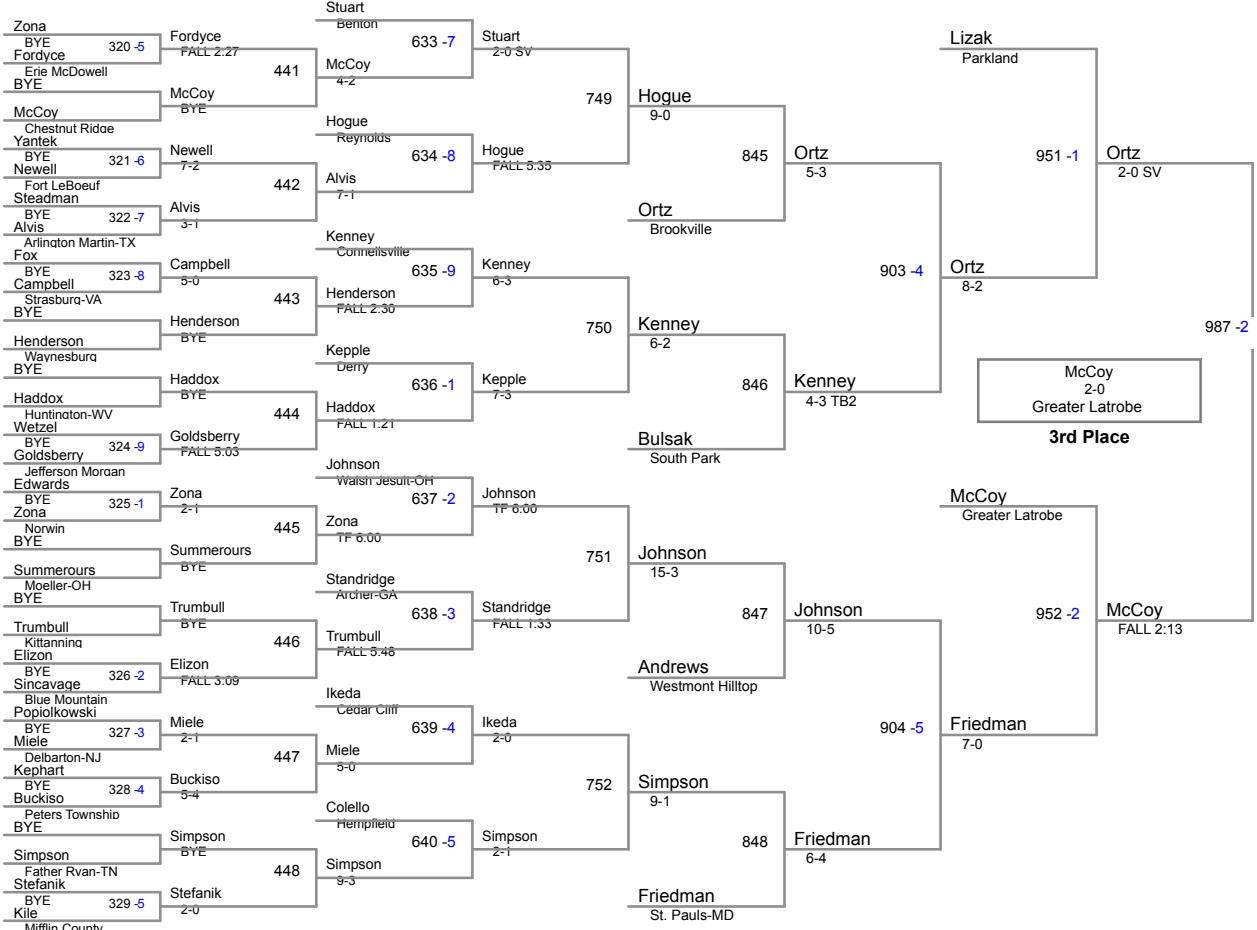 Zona
BYE
320 -5
Fordyce
Erie McDowell
BYE
McCoy
Chestnut Ridge
Yantek
BYE
321 -6
Newell
Fort LeBoeuf
Steadman
BYE
322 -7
Alvis
Arlington Martin-TX
Fox
BYE
323 -8
Campbell
Strasburg-VA
BYE
Henderson
Waynesburg
BYE
Haddox
Huntington-WV
Wetzel
BYE
324 -9
Goldsberry
Jefferson Morgan
Edwards
BYE
325 -1
Zona
Norwin
BYE
Summerours
Moeller-OH
BYE
Trumbull
Kittanning
Elizon
BYE
326 -2
Sincavage
Blue Mountain
Popiolkowski
BYE
327 -3
Miele
Delbarton-NJ
Kephart
BYE
328 -4
Buckiso
Peters Township
BYE
Simpson
Father Ryan-TN
Stefanik
BYE
329 -5
Kile
Mifflin County
Fordyce
FALL 2:27
441
McCoy
BYE
Newell
7-2
442
Alvis
3-1
Campbell
5-0
443
Henderson
BYE
Haddox
BYE
444
Goldsberry
FALL 5:03
Zona
2-1
445
Summerours
BYE
Trumbull
BYE
446
Elizon
FALL 3:09
Miele
2-1
447
Buckiso
5-4
Simpson
BYE
448
Stefanik
2-0
Stuart
Benton
633 -7
McCoy
4-2
Hogue
Reynolds
634 -8
Alvis
7-1
Kenney
Connellsville
635 -9
Henderson
FALL 2:30
Kepple
Derry
636 -1
Haddox
FALL 1:21
Johnson
Walsh Jesuit-OH
637 -2
Zona
TF 6:00
Standridge
Archer-GA
638 -3
Trumbull
FALL 5:48
Ikeda
Cedar Cliff
639 -4
Miele
5-0
Colello
Hempfield
640 -5
Simpson
9-3
Stuart
2-0 SV
749
Hogue
FALL 5:35
Kenney
6-3
750
Kepple
7-3
Johnson
TF 6:00
751
Standridge
FALL 1:33
Ikeda
2-0
752
Simpson
2-1
Hogue
9-0
845
Ortz
Brookville
Kenney
6-2
846
Bulsak
South Park
Johnson
15-3
847
Andrews
Westmont Hilltop
Simpson
9-1
848
Friedman
St. Pauls-MD
Ortz
5-3
903 -4
Kenney
4-3 TB2
Johnson
10-5
904 -5
Friedman
6-4
Lizak
Parkland
951 -1
Ortz
8-2
McCoy
Greater Latrobe
952 -2
Friedman
7-0
Ortz
2-0 SV
987 -2
McCoy
FALL 2:13
McCoy
2-0
Greater Latrobe
3rd Place